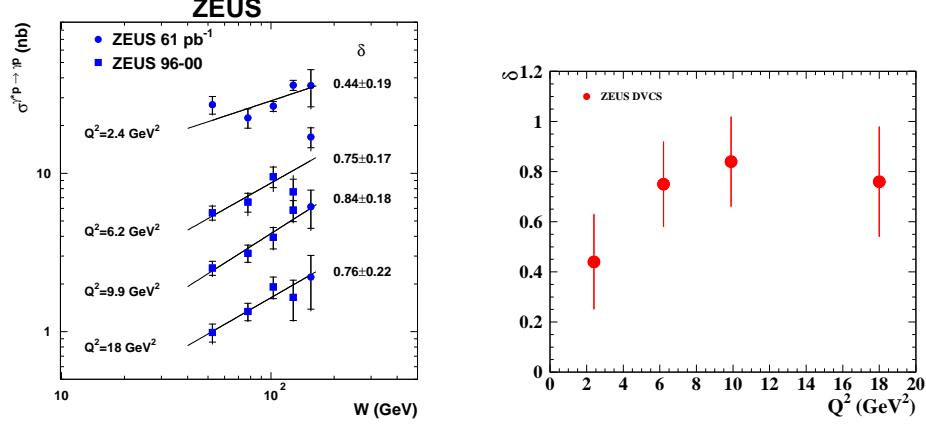 ZEUS
σ^γ*p → γp (nb)
ZEUS 61 pb⁻¹
ZEUS 96-00
δ
0.44±0.19
Q²=2.4 GeV²
0.75±0.17
10
0.84±0.18
Q²=6.2 GeV²
0.76±0.22
Q²=9.9 GeV²
1
Q²=18 GeV²
10
10²
W (GeV)
δ
1.2
ZEUS DVCS
1
0.8
0.6
0.4
0.2
0
0 2 4 6 8 10 12 14 16 18 20
Q² (GeV²)